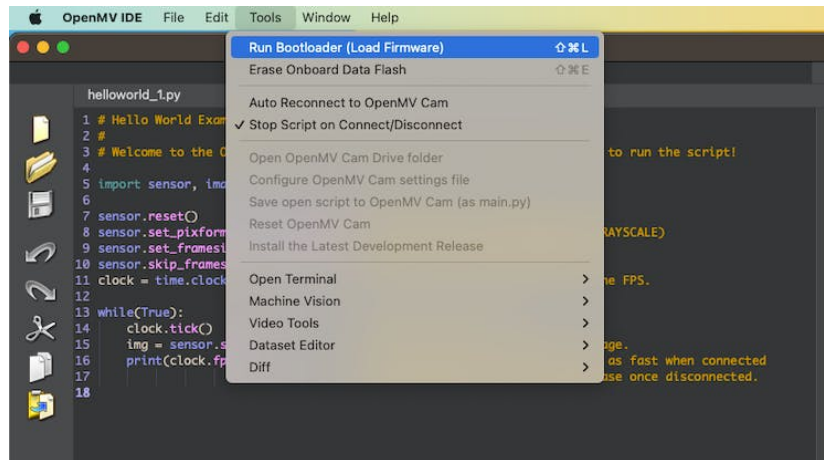 OpenMV IDE File Edit Tools Window Help
Run Bootloader (Load Firmware) ⇧⌘L
Erase Onboard Data Flash ⇧⌘E
Auto Reconnect to OpenMV Cam
✓ Stop Script on Connect/Disconnect
Open OpenMV Cam Drive folder
Configure OpenMV Cam settings file
Save open script to OpenMV Cam (as main.py)
Reset OpenMV Cam
Install the Latest Development Release
Open Terminal >
Machine Vision >
Video Tools >
Dataset Editor >
Diff >
helloworld_1.py
1 # Hello World Exam
2 #
3 # Welcome to the O to run the script!
4
5 import sensor, ima
6
7 sensor.reset()
8 sensor.set_pixform RAYSCALE)
9 sensor.set_framesi
10 sensor.skip_frames
11 clock = time.clock he FPS.
12
13 while(True):
14 clock.tick()
15 img = sensor.s age.
16 print(clock.fp as fast when connected
17 ase once disconnected.
18